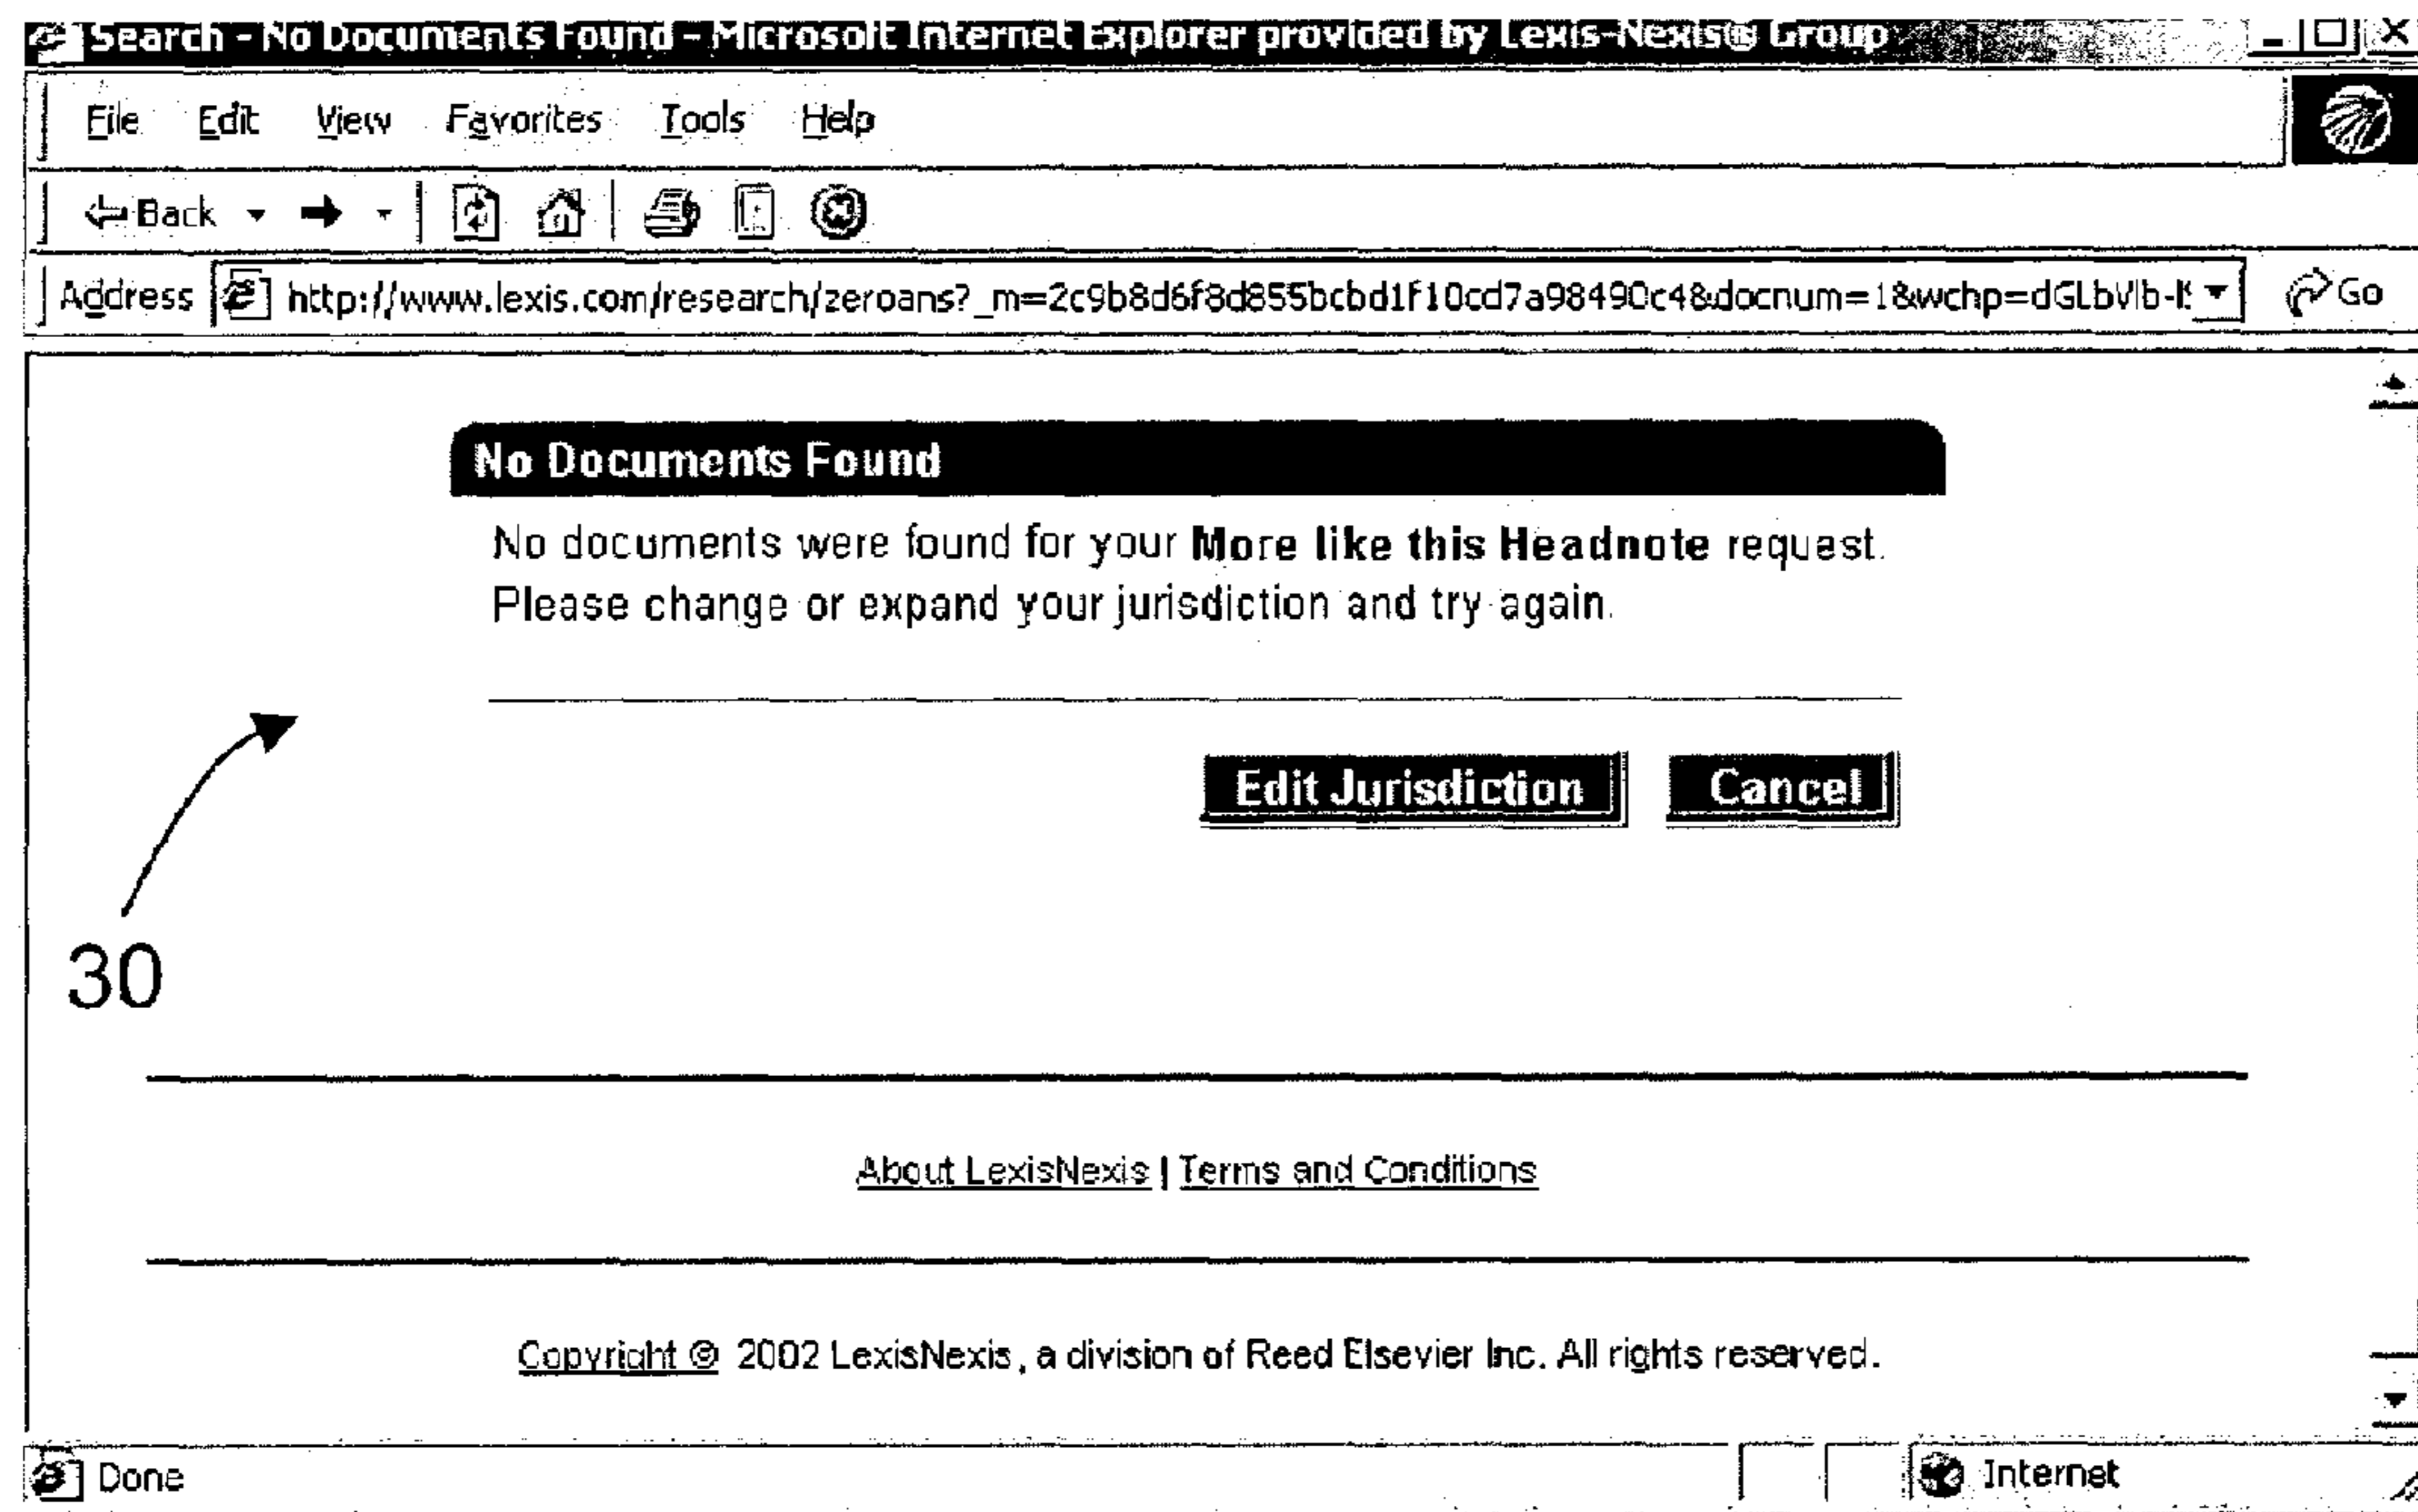 Search - No Documents Found - Microsoft Internet Explorer provided by Lexis-Nexis® Group
File Edit View Favorites Tools Help
Back
Address http://www.lexis.com/research/zeroans?_m=2c9b8d6f8d855bcbd1f10cd7a98490c48&docnum=1&wchp=dGLbVlb- Go
No Documents Found
No documents were found for your More like this Headnote request.
Please change or expand your jurisdiction and try again.
Edit Jurisdiction Cancel
30
About LexisNexis | Terms and Conditions
Copyright © 2002 LexisNexis, a division of Reed Elsevier Inc. All rights reserved.
Done Internet